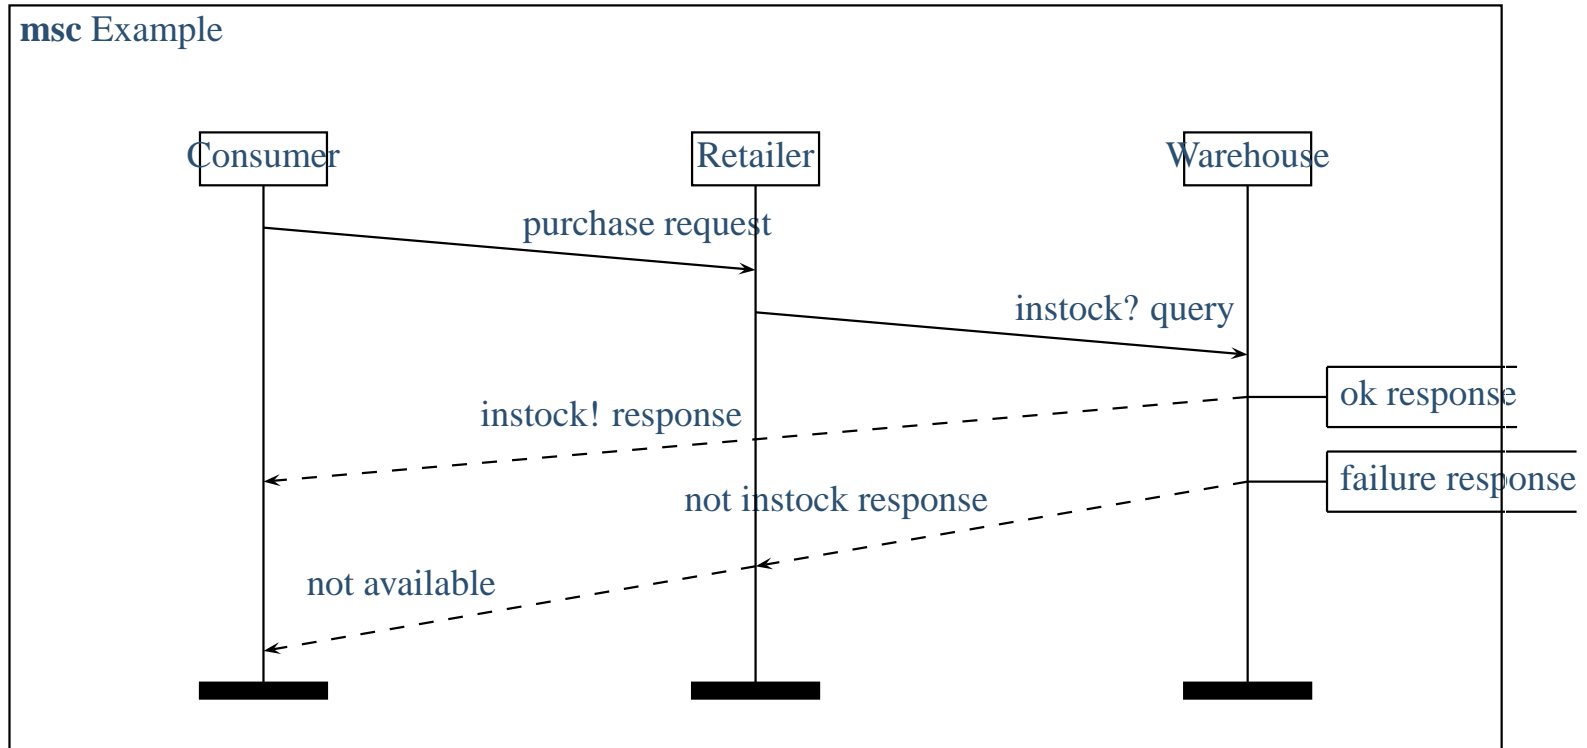 msc Example
Consumer
Retailer
Warehouse
purchase request
instock? query
ok response
instock! response
failure response
not instock response
not available